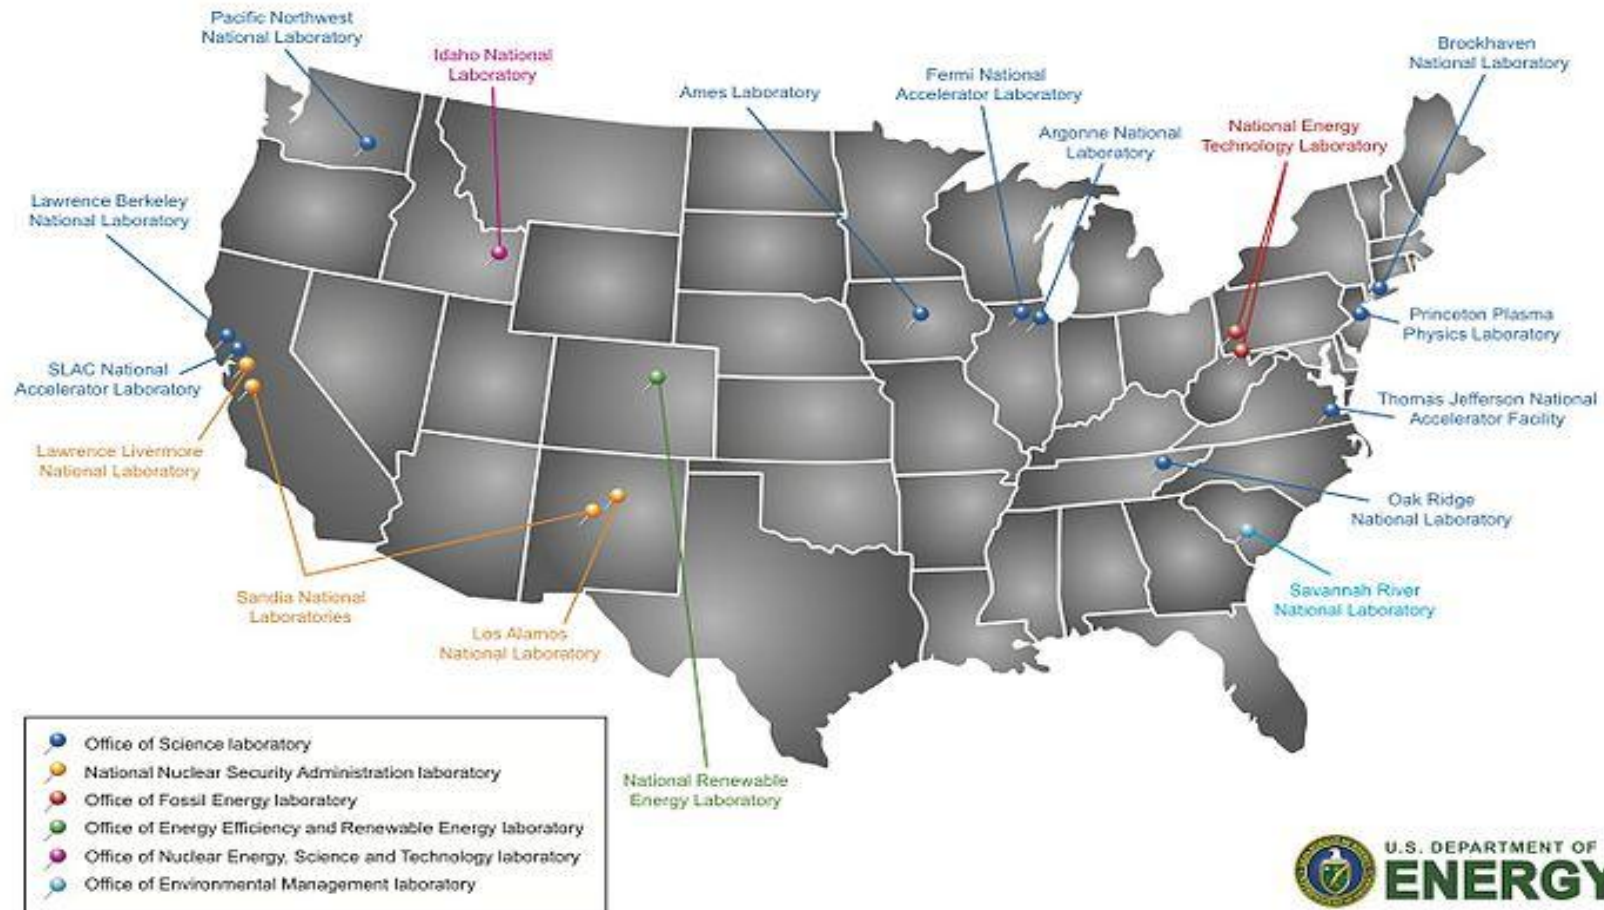 Pacific Northwest
National Laboratory
Idaho National
Laboratory
Ames Laboratory
Fermi National
Accelerator Laboratory
Argonne National
Laboratory
National Energy
Technology Laboratory
Brookhaven
National Laboratory
Lawrence Berkeley
National Laboratory
SLAC National
Accelerator Laboratory
Lawrence Livermore
National Laboratory
Sandia National
Laboratories
Los Alamos
National Laboratory
National Renewable
Energy Laboratory
Princeton Plasma
Physics Laboratory
Thomas Jefferson National
Accelerator Facility
Oak Ridge
National Laboratory
Savannah River
National Laboratory
Office of Science laboratory
National Nuclear Security Administration laboratory
Office of Fossil Energy laboratory
Office of Energy Efficiency and Renewable Energy laboratory
Office of Nuclear Energy, Science and Technology laboratory
Office of Environmental Management laboratory
U.S. DEPARTMENT OF
ENERGY